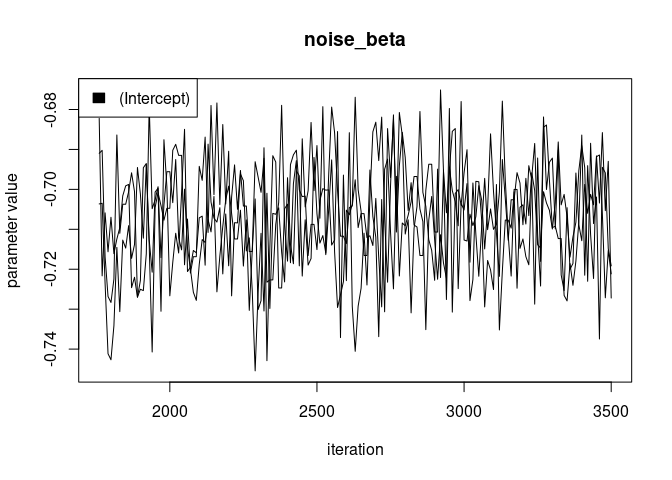 noise_beta
(Intercept)
-0.68
-0.70
-0.72
-0.74
parameter value
2000 2500 3000 3500
iteration